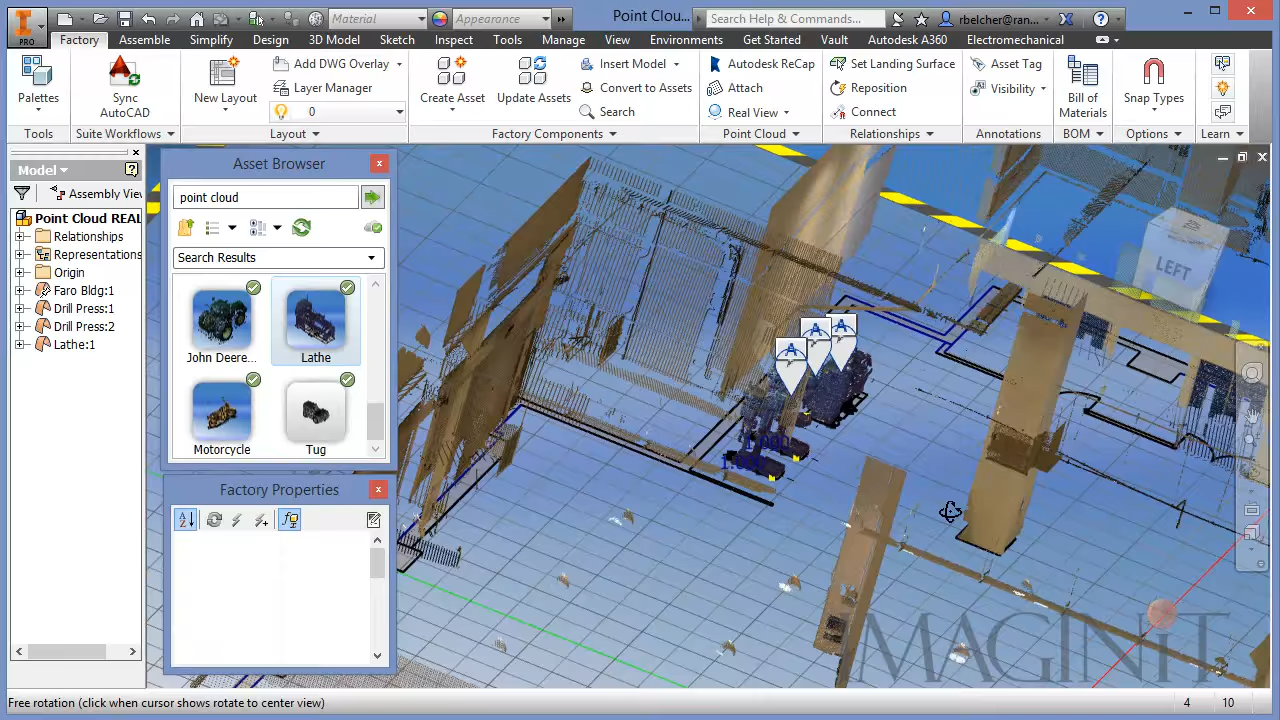 PRO
Material
Appearance
Point Clou...
Search Help & Commands...
rbelcher@ran...
Factory
Assemble
Simplify
Design
3D Model
Sketch
Inspect
Tools
Manage
View
Environments
Get Started
Vault
Autodesk A360
Electromechanical
Palettes
Tools
Sync
AutoCAD
Suite Workflows
New Layout
Add DWG Overlay
Layer Manager
0
Layout
Create Asset
Update Assets
Insert Model
Convert to Assets
Search
Factory Components
Autodesk ReCap
Attach
Real View
Point Cloud
Set Landing Surface
Reposition
Connect
Relationships
Asset Tag
Visibility
Annotations
Bill of
Materials
BOM
Snap Types
Options
Learn
Model
Assembly Viev
Point Cloud REAL
Relationships
Representations
Origin
Faro Bldg:1
Drill Press:1
Drill Press:2
Lathe:1
Asset Browser
point cloud
Search Results
John Deere...
Lathe
Motorcycle
Tug
Factory Properties
LEFT
IMAGINiT
Free rotation (click when cursor shows rotate to center view)
4
10